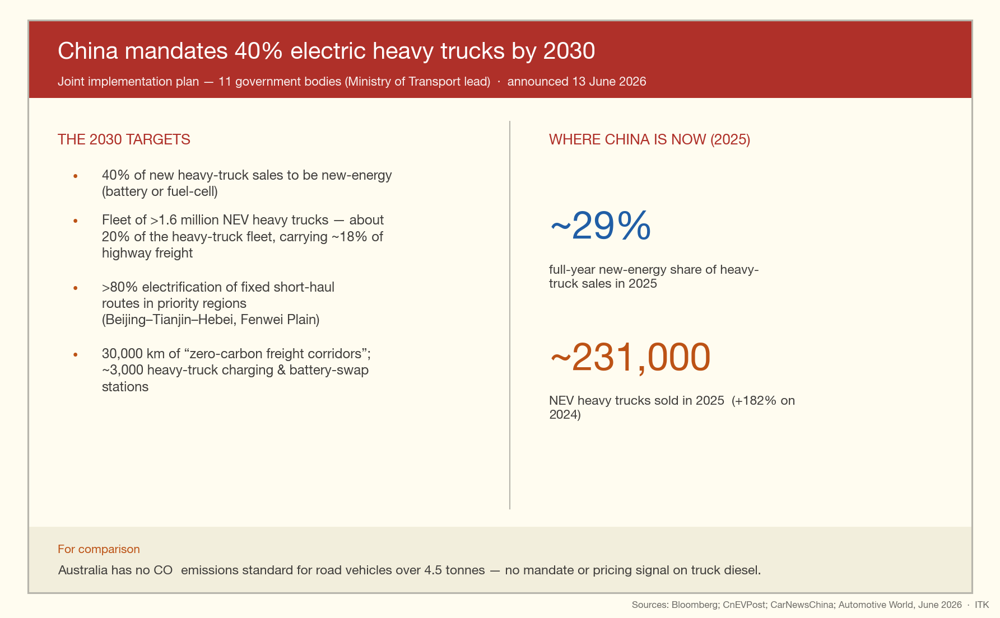 China mandates 40% electric heavy trucks by 2030
Joint implementation plan — 11 government bodies (Ministry of Transport lead) · announced 13 June 2026
THE 2030 TARGETS
• 40% of new heavy-truck sales to be new-energy
(battery or fuel-cell)
• Fleet of >1.6 million NEV heavy trucks — about
20% of the heavy-truck fleet, carrying ~18% of
highway freight
• >80% electrification of fixed short-haul
routes in priority regions
(Beijing–Tianjin–Hebei, Fenwei Plain)
• 30,000 km of “zero-carbon freight corridors”;
~3,000 heavy-truck charging & battery-swap
stations
WHERE CHINA IS NOW (2025)
~29%
full-year new-energy share of heavy-
truck sales in 2025
~231,000
NEV heavy trucks sold in 2025 (+182% on
2024)
For comparison
Australia has no CO emissions standard for road vehicles over 4.5 tonnes — no mandate or pricing signal on truck diesel.
Sources: Bloomberg; CnEVPost; CarNewsChina; Automotive World, June 2026 · ITK